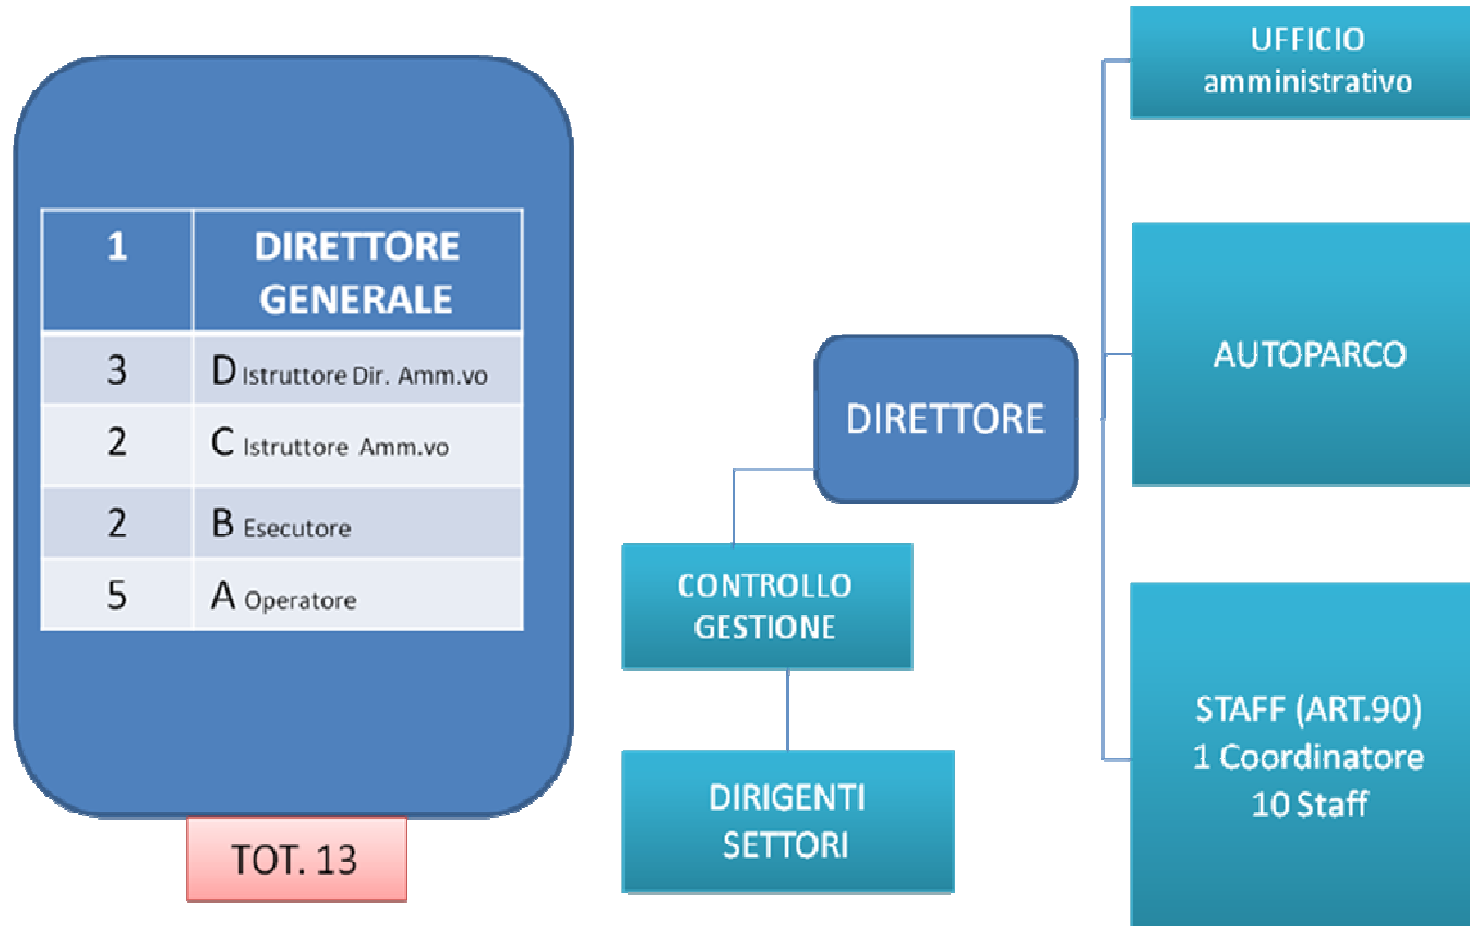 1 DIRETTORE
GENERALE
3 D Istruttore Dir. Amm.vo
2 C Istruttore Amm.vo
2 B Esecutore
5 A Operatore
TOT. 13
DIRETTORE
CONTROLLO
GESTIONE
DIRIGENTI
SETTORI
UFFICIO
amministrativo
AUTOPARCO
STAFF (ART.90)
1 Coordinatore
10 Staff